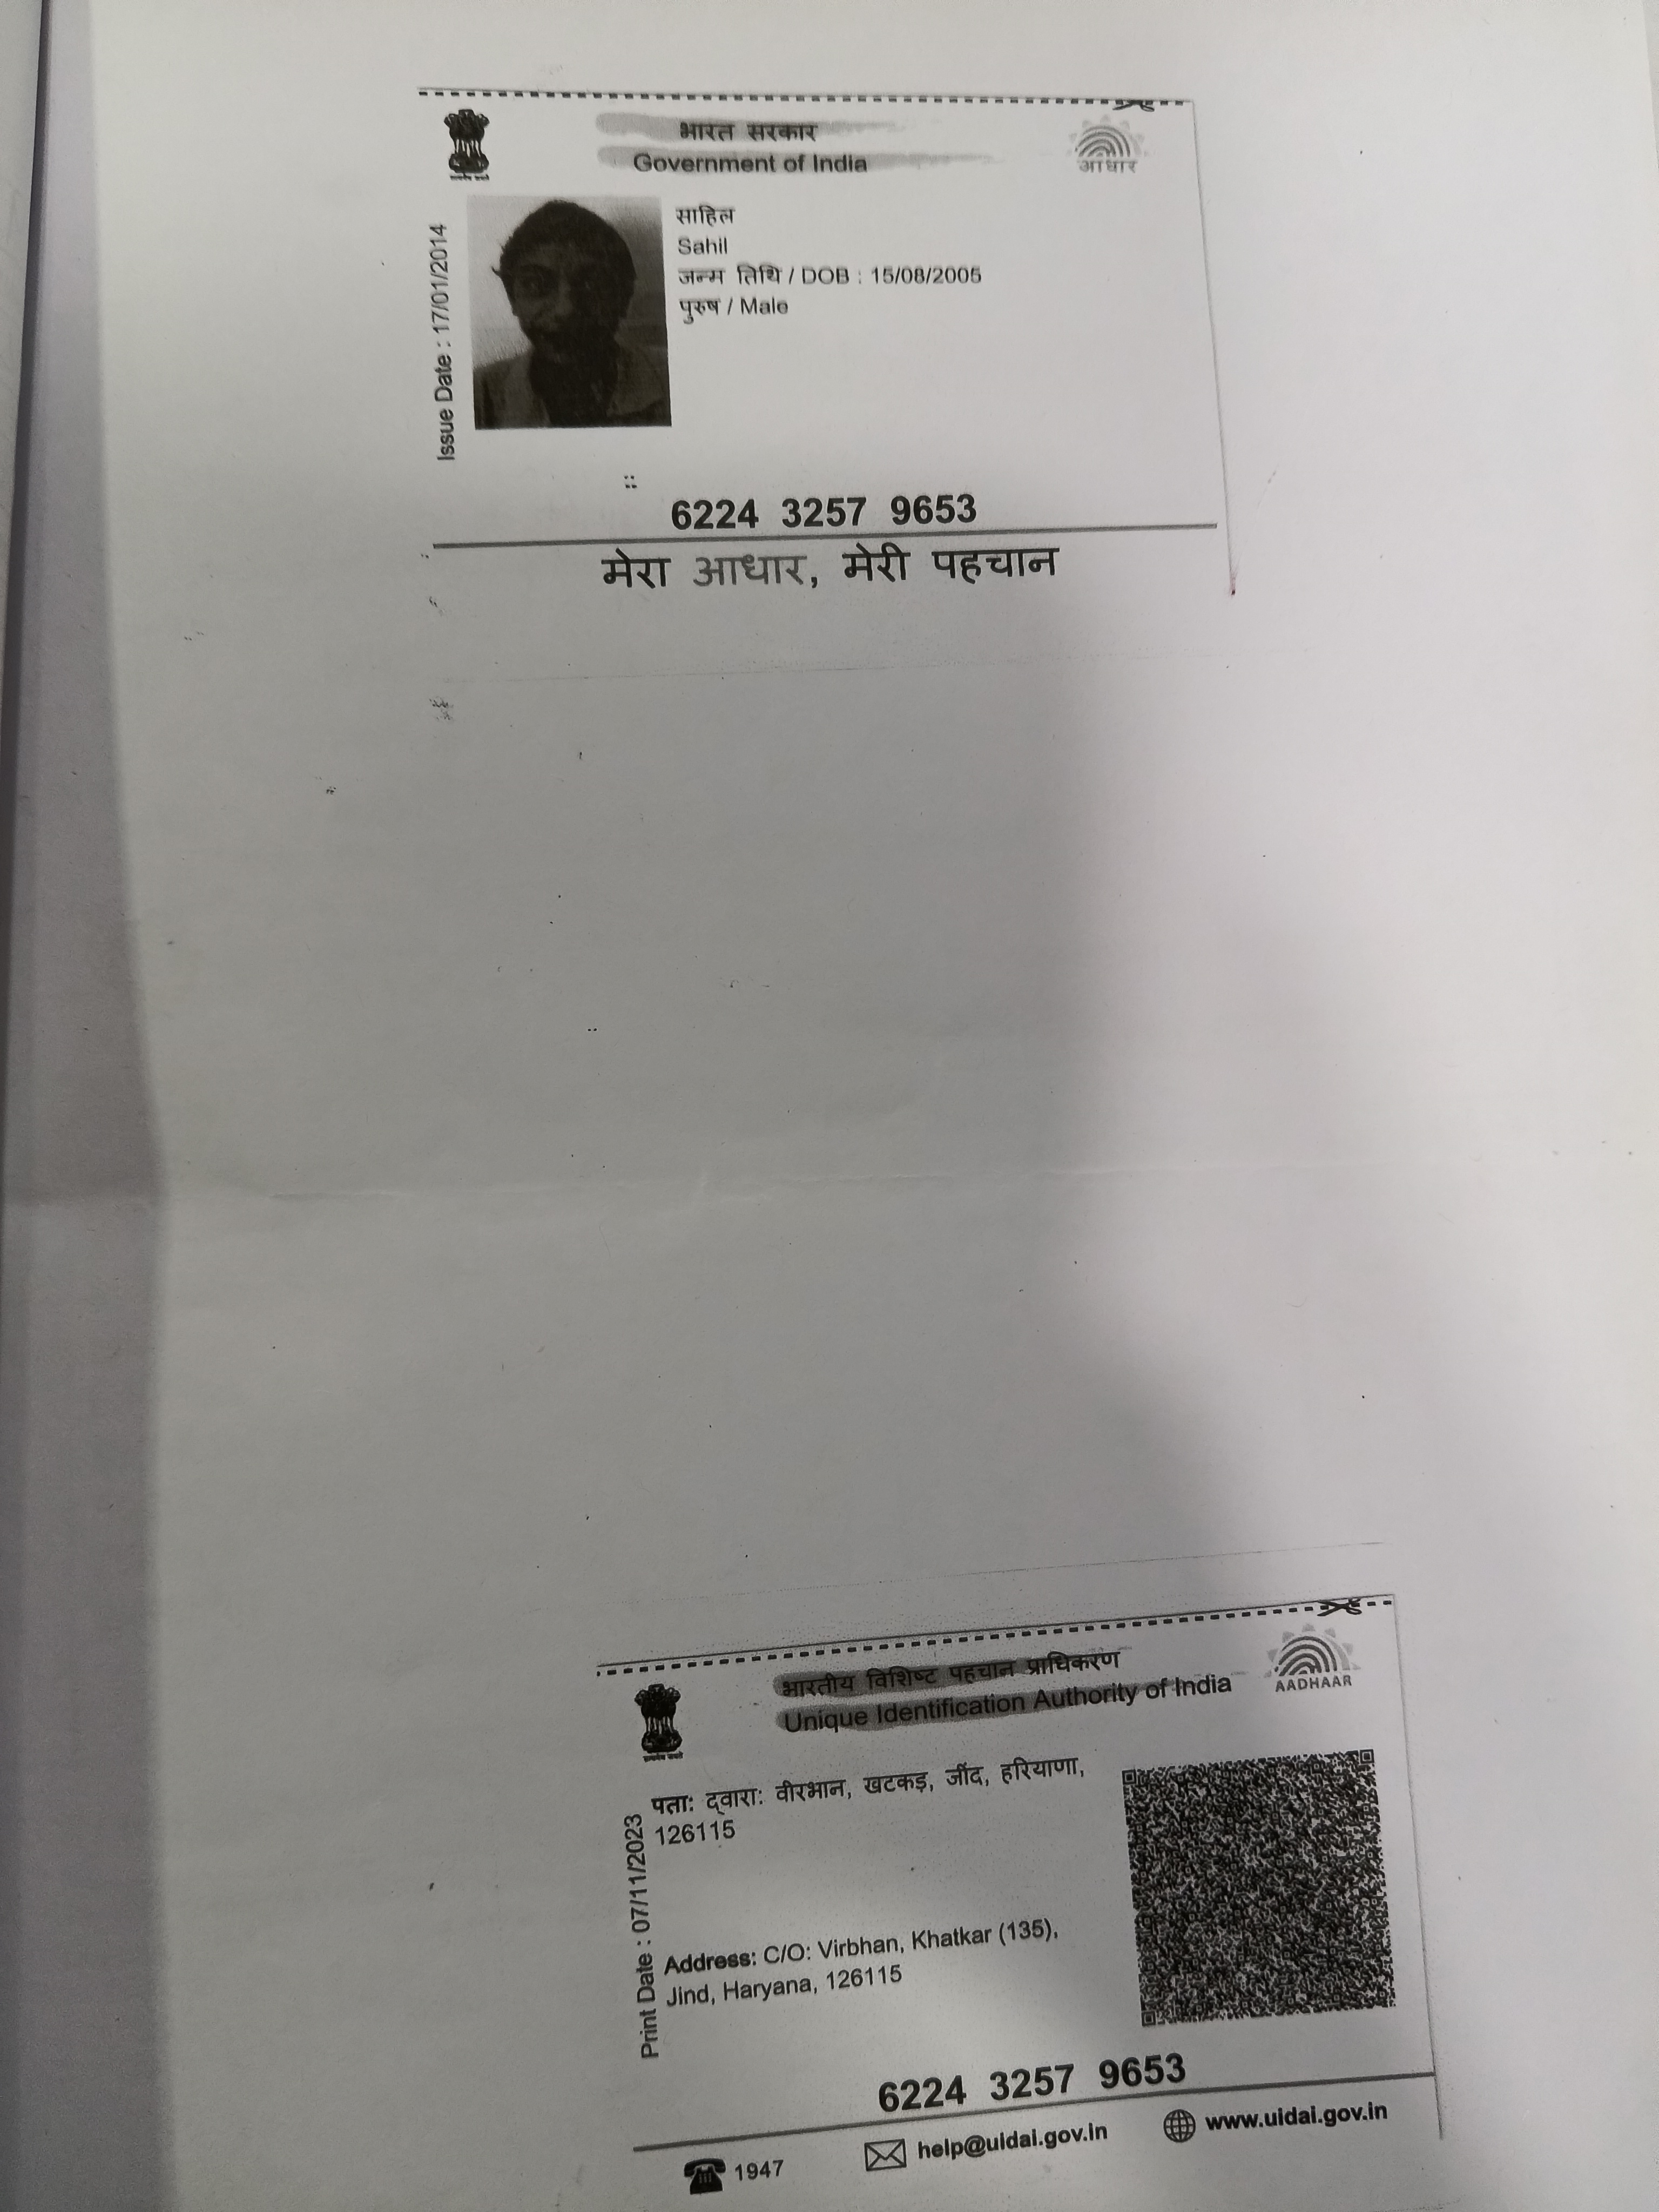 भारत सरकार
Government of India
आधार
Issue Date : 17/01/2014
साहिल
Sahil
जन्म तिथि / DOB : 15/08/2005
पुरुष / Male
6224 3257 9653
मेरा आधार, मेरी पहचान
भारतीय विशिष्ट पहचान प्राधिकरण
Unique Identification Authority of India
AADHAAR
Print Date : 07/11/2023
पता: द्वारा: वीरभान, खटकड़, जींद, हरियाणा,
126115
Address: C/O: Virbhan, Khatkar (135),
Jind, Haryana, 126115
6224 3257 9653
1947
help@uidai.gov.in
www.uidai.gov.in